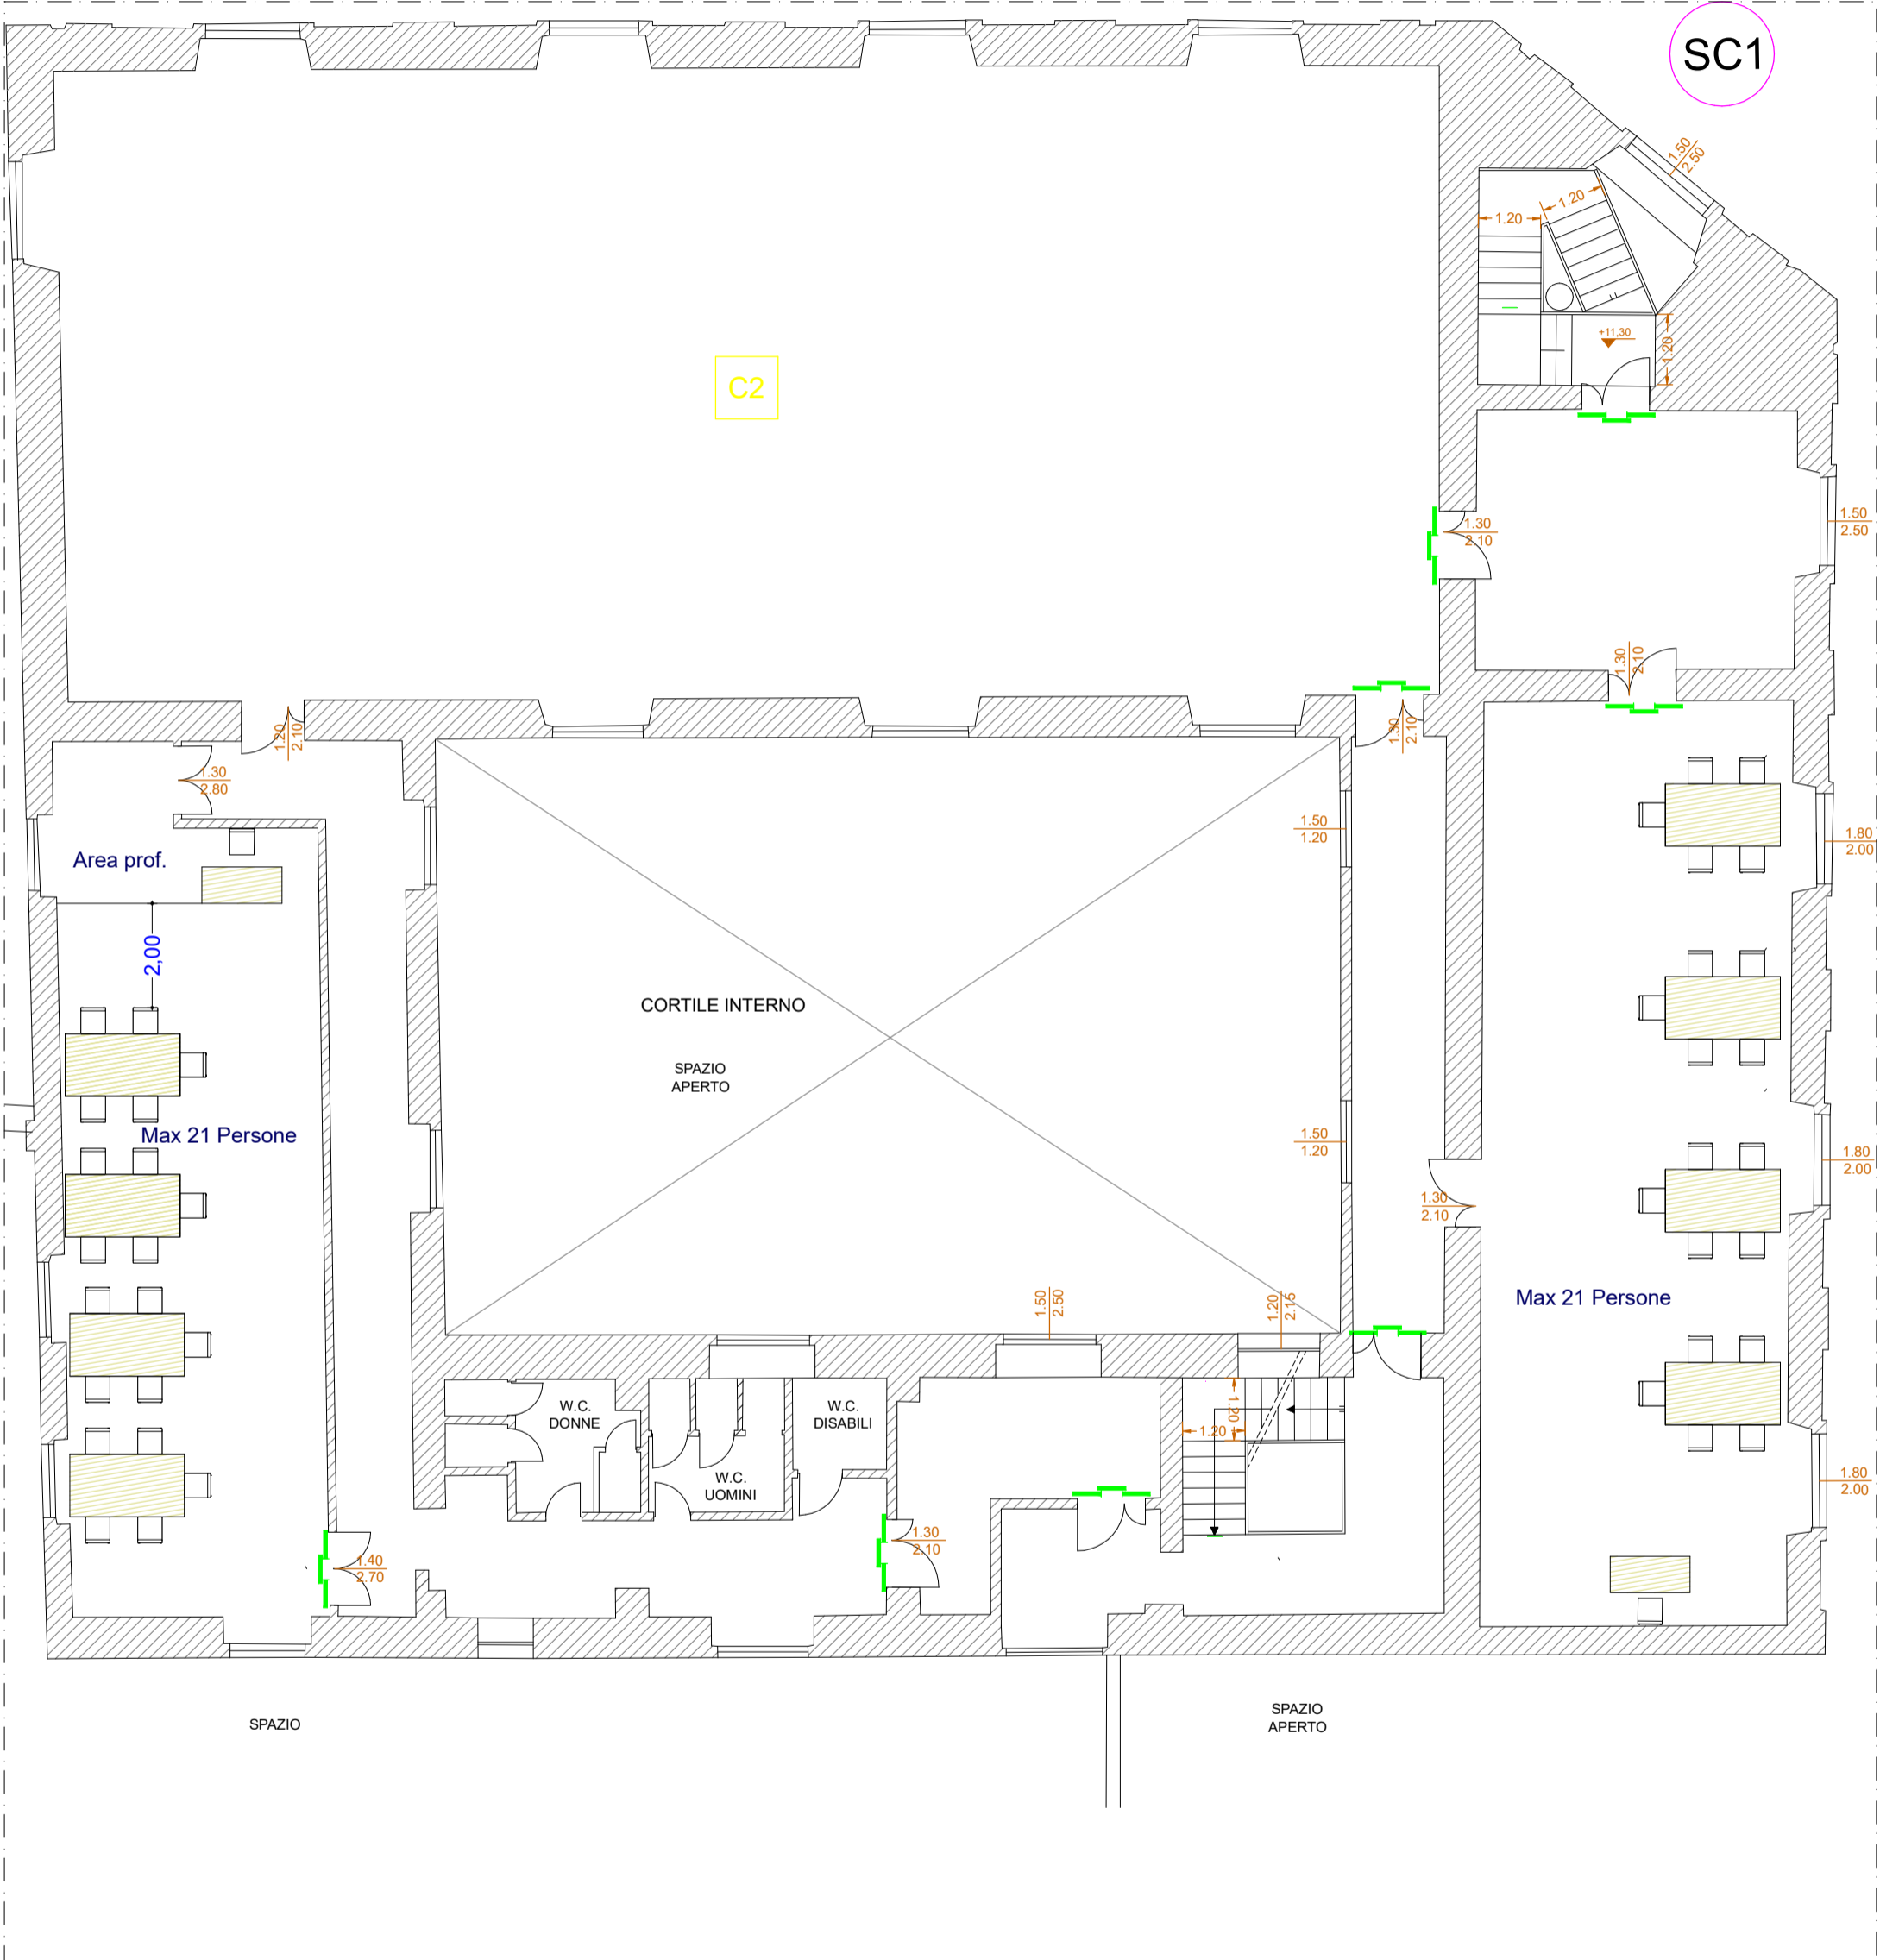 SC1
1.50
2.50
1.20
1.20
+11,30
1.20
C2
1.30
2.10
1.50
2.50
1.30
2.10
1.20
2.10
1.30
2.10
1.30
2.80
Area prof.
2,00
1.50
1.20
1.80
2.00
CORTILE INTERNO
SPAZIO
APERTO
Max 21 Persone
1.50
1.20
1.80
2.00
1.30
2.10
Max 21 Persone
1.50
2.50
1.20
2.15
W.C.
DONNE
W.C.
DISABILI
1.20
1.20
W.C.
UOMINI
1.80
2.00
1.30
2.10
1.40
2.70
SPAZIO
SPAZIO
APERTO